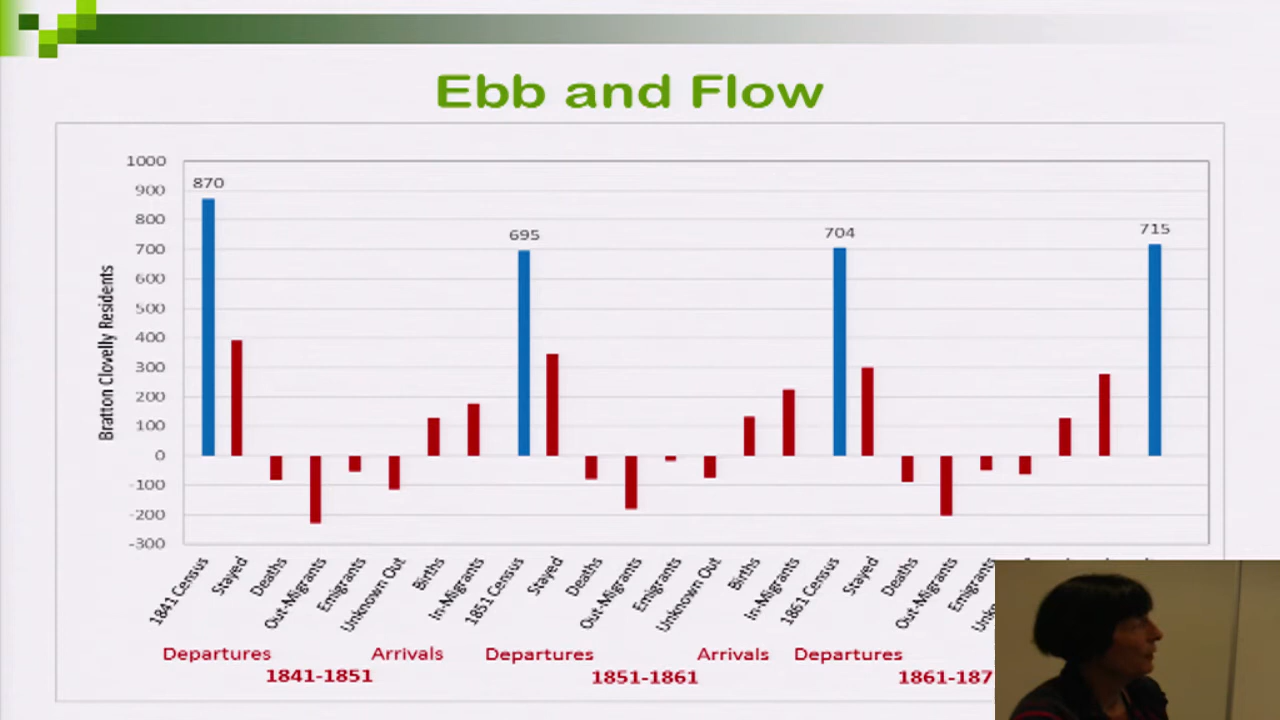 Ebb and Flow
Bratton Clovelly Residents
1000
900
800
700
600
500
400
300
200
100
0
-100
-200
-300
870
695
704
715
1841 Census
Stayed
Deaths
Out-Migrants
Emigrants
Unknown Out
Births
In-Migrants
1851 Census
Stayed
Deaths
Out-Migrants
Emigrants
Unknown Out
Births
In-Migrants
1861 Census
Stayed
Deaths
Out-Migrants
Emigrants
Departures Arrivals Departures Arrivals Departures
1841-1851 1851-1861 1861-187